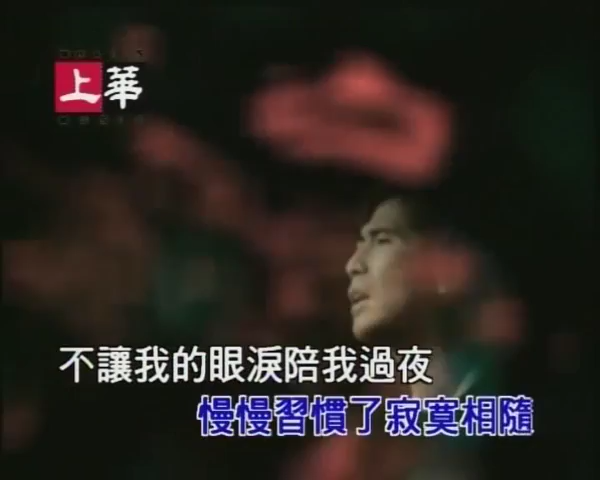 上華
不讓我的眼淚陪我過夜
慢慢習慣了寂寞相隨